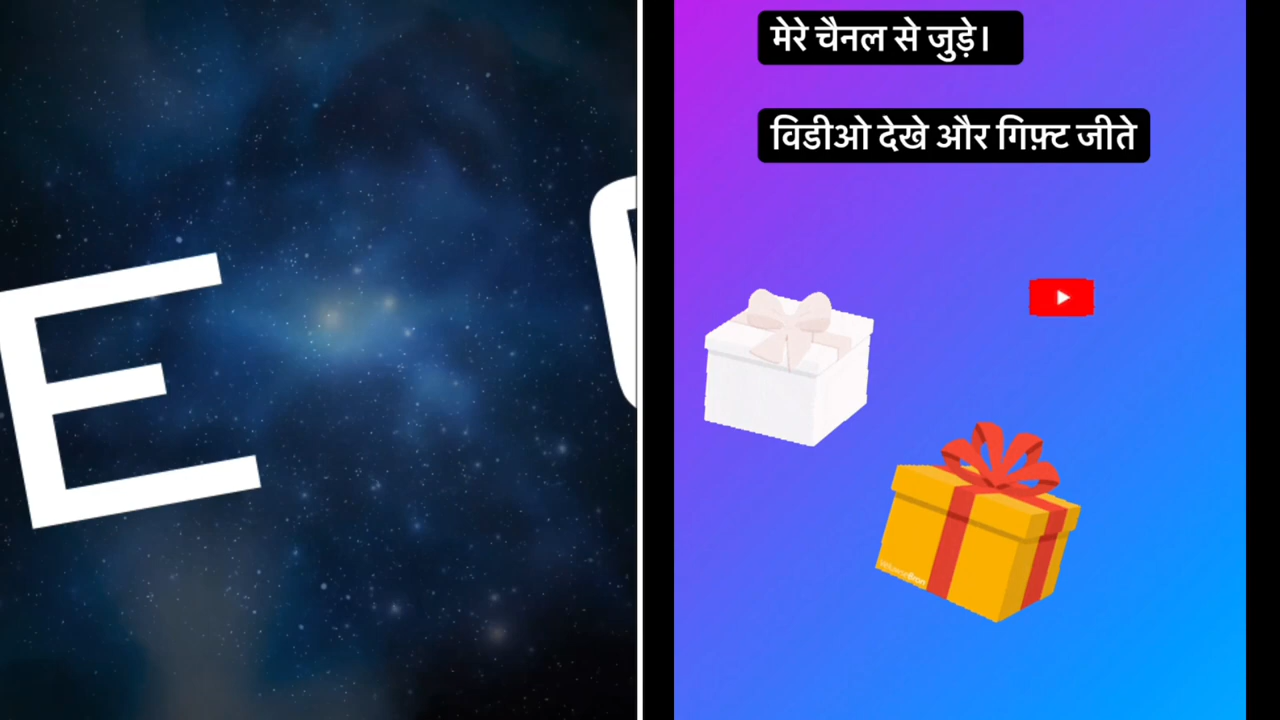 E
मेरे चैनल से जुड़े।
विडीओ देखे और गिफ़्ट जीते